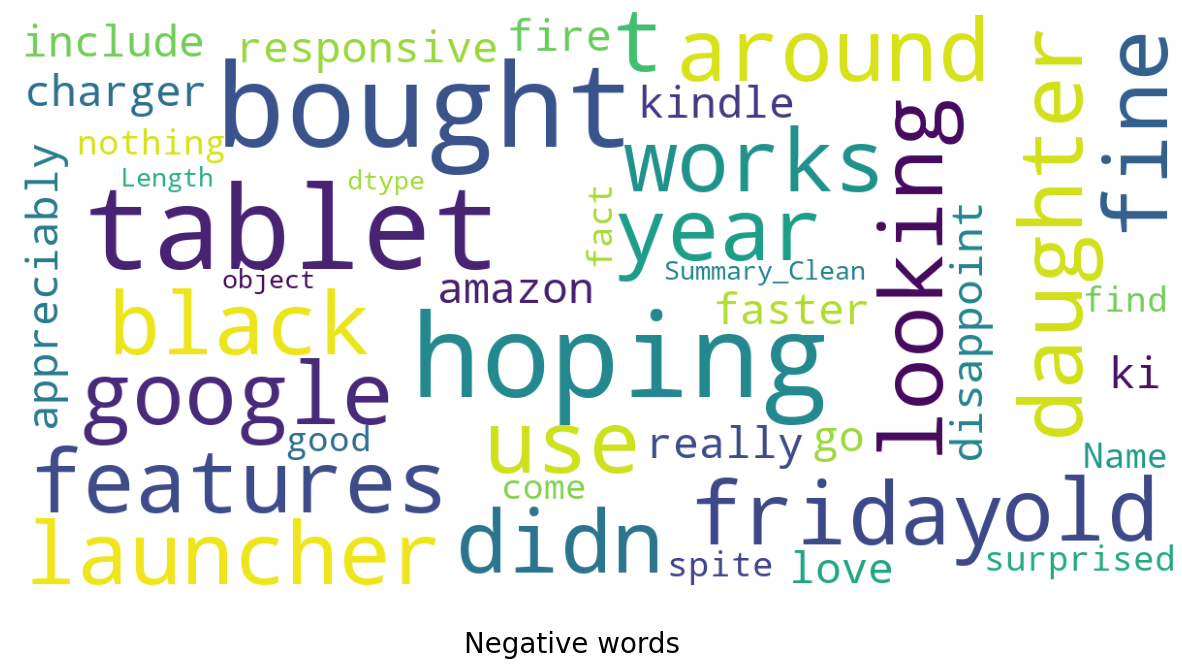 include
responsive
fire
t
around
daughter
fine
charger
bought
kindle
looking
nothing
works
appreciably
Length
dtype
tablet
fact
year
disappoint
object
amazon
Summary_Clean
black
faster
find
hoping
google
ki
good
use
really
go
Name
features
come
friday
old
launcher
didn
spite
love
surprised
Negative words